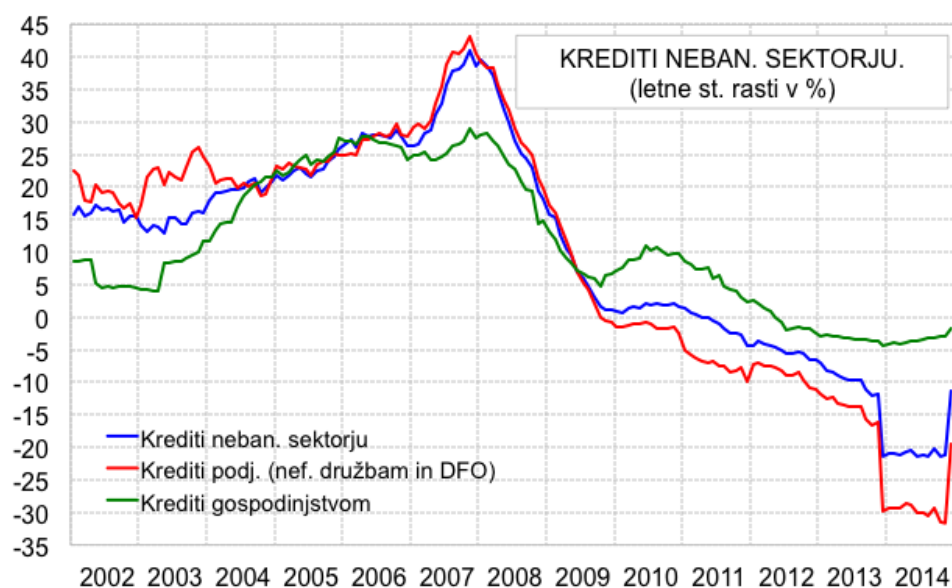 KREDITI NEBAN. SEKTORJU.
(letne st. rasti v %)
45
40
35
30
25
20
15
10
5
0
-5
-10
-15
-20
-25
-30
-35
Krediti neban. sektorju
Krediti podj. (nef. družbam in DFO)
Krediti gospodinjstvom
2002 2003 2004 2005 2006 2007 2008 2009 2010 2011 2012 2013 2014